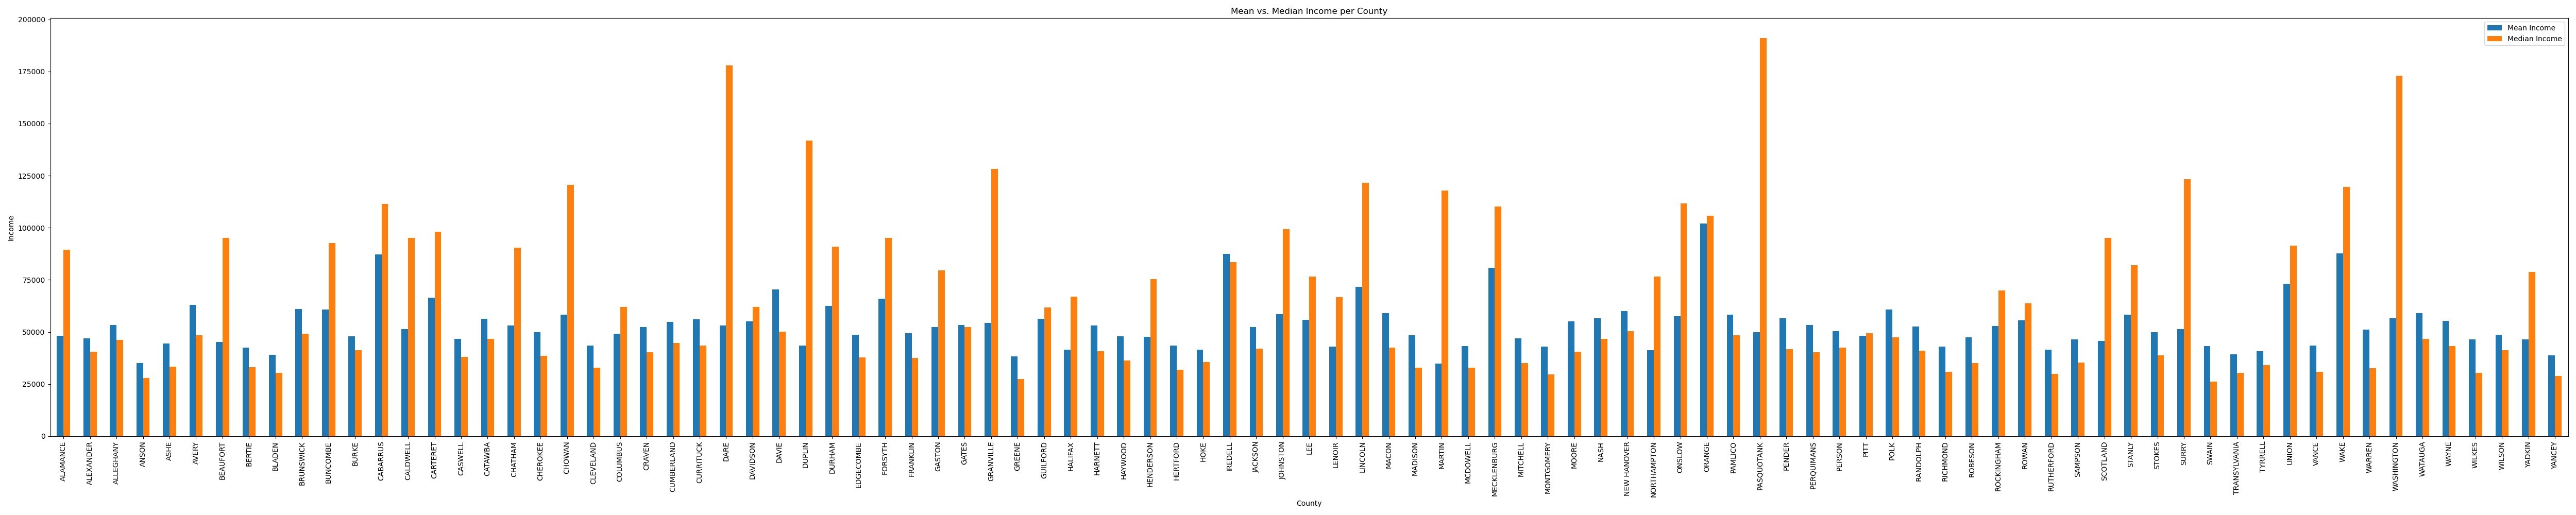 Mean vs. Median Income per County
Mean Income
Median Income
200000
175000
150000
125000
100000
75000
50000
25000
0
Income
ALAMANCE
ALEXANDER
ALLEGHANY
ANSON
ASHE
AVERY
BEAUFORT
BERTIE
BLADEN
BRUNSWICK
BUNCOMBE
BURKE
CABARRUS
CALDWELL
CARTERET
CASWELL
CATAWBA
CHATHAM
CHEROKEE
CHOWAN
CLEVELAND
COLUMBUS
CRAVEN
CUMBERLAND
CURRITUCK
DARE
DAVIDSON
DAVIE
DUPLIN
DURHAM
EDGECOMBE
FORSYTH
FRANKLIN
GASTON
GATES
GRANVILLE
GREENE
GUILFORD
HALIFAX
HARNETT
HAYWOOD
HENDERSON
HERTFORD
HOKE
IREDELL
JACKSON
JOHNSTON
LEE
LENOIR
LINCOLN
MACON
MADISON
MARTIN
MCDOWELL
MECKLENBURG
MITCHELL
MONTGOMERY
MOORE
NASH
NEW HANOVER
NORTHAMPTON
ONSLOW
ORANGE
PAMLICO
PASQUOTANK
PENDER
PERQUIMANS
PERSON
PITT
POLK
RANDOLPH
RICHMOND
ROBESON
ROCKINGHAM
ROWAN
RUTHERFORD
SAMPSON
SCOTLAND
STANLY
STOKES
SURRY
SWAIN
TRANSYLVANIA
TYRRELL
UNION
VANCE
WAKE
WARREN
WASHINGTON
WATAUGA
WAYNE
WILKES
WILSON
YADKIN
YANCEY
County